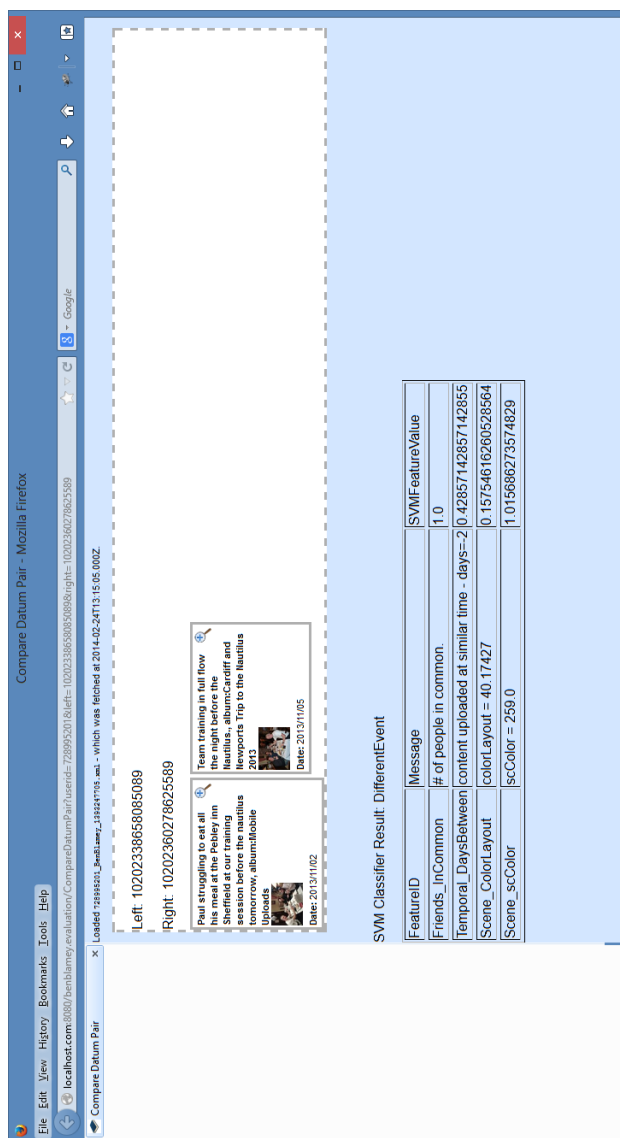 Compare Datum Pair - Mozilla Firefox
File Edit View History Bookmarks Tools Help
localhost.com:8080/benblamey.evaluation/CompareDatumPair?userid=728995201&left=10202338658085089&right=10202360278625589
Google
Compare Datum Pair
Loaded 728995201_BenBlamey_1393247705.xml - which was fetched at 2014-02-24T13:15:05.000Z.
Left: 10202338658085089
Right: 10202360278625589
Paul struggling to eat all
his meal at the Pebley inn
Sheffield at our training
session before the nautilus
tomorrow, album:Mobile
Uploads
Date: 2013/11/02
Team training in full flow
the night before the
Nautilus., album:Cardiff and
Newports Trip to the Nautilus
2013
Date: 2013/11/05
SVM Classifier Result: DifferentEvent
FeatureID Message SVMFeatureValue
Friends_InCommon # of people in common. 1.0
Temporal_DaysBetween content uploaded at similar time - days=-2 0.42857142857142855
Scene_ColorLayout colorLayout = 40.17427 0.15754616260528564
Scene_scColor scColor = 259.0 1.015686273574829